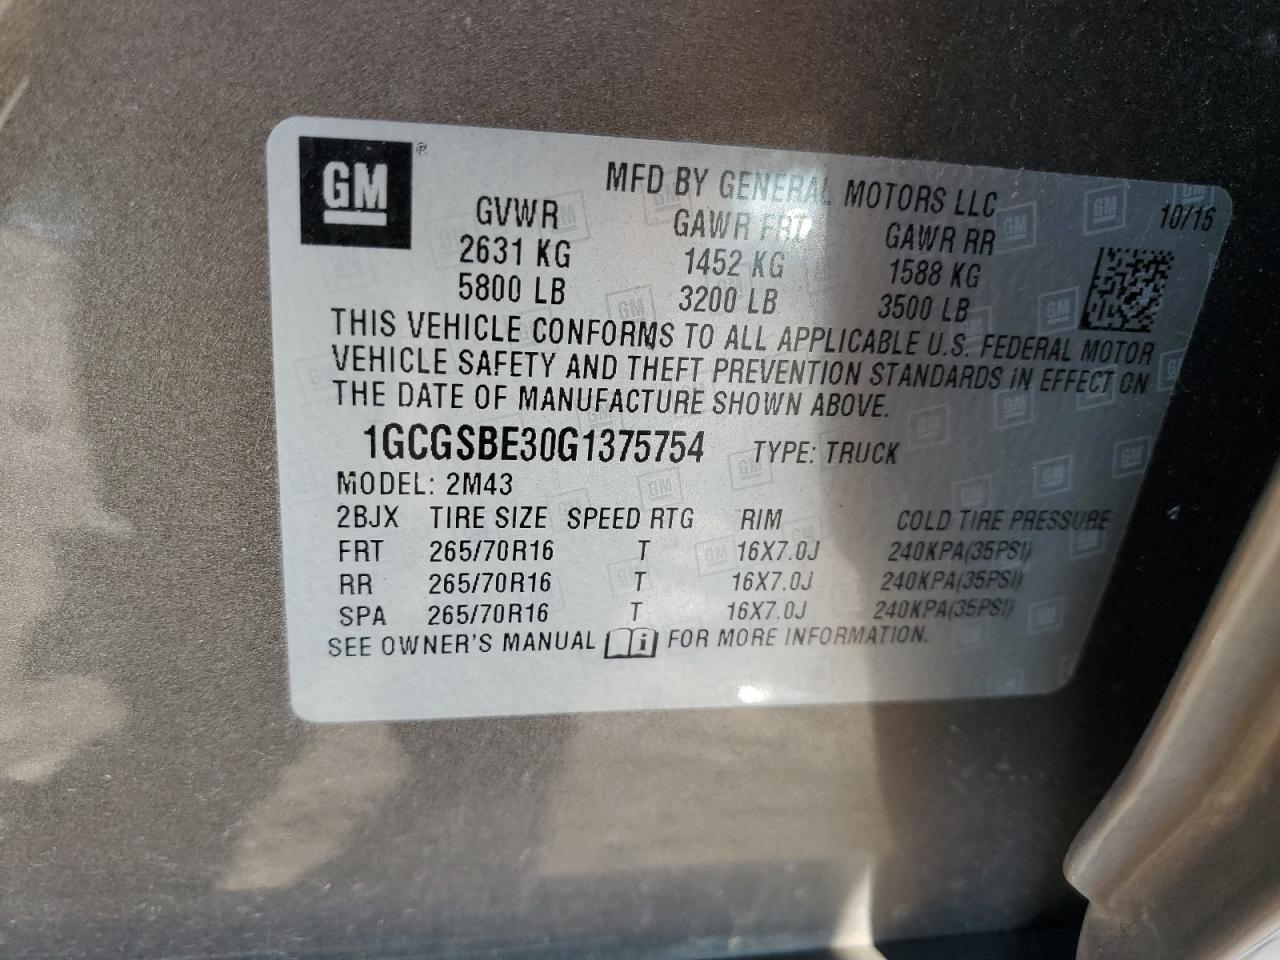 GM
MFD BY GENERAL MOTORS LLC
10/15
GVWR GAWR FRT GAWR RR
2631 KG 1452 KG 1588 KG
5800 LB 3200 LB 3500 LB
THIS VEHICLE CONFORMS TO ALL APPLICABLE U.S. FEDERAL MOTOR
VEHICLE SAFETY AND THEFT PREVENTION STANDARDS IN EFFECT ON
THE DATE OF MANUFACTURE SHOWN ABOVE.
1GCGSBE30G1375754 TYPE: TRUCK
MODEL: 2M43
2BJX TIRE SIZE SPEED RTG RIM COLD TIRE PRESSURE
FRT 265/70R16 T 16X7.0J 240KPA(35PSI)
RR 265/70R16 T 16X7.0J 240KPA(35PSI)
SPA 265/70R16 T 16X7.0J 240KPA(35PSI)
SEE OWNER'S MANUAL i FOR MORE INFORMATION.